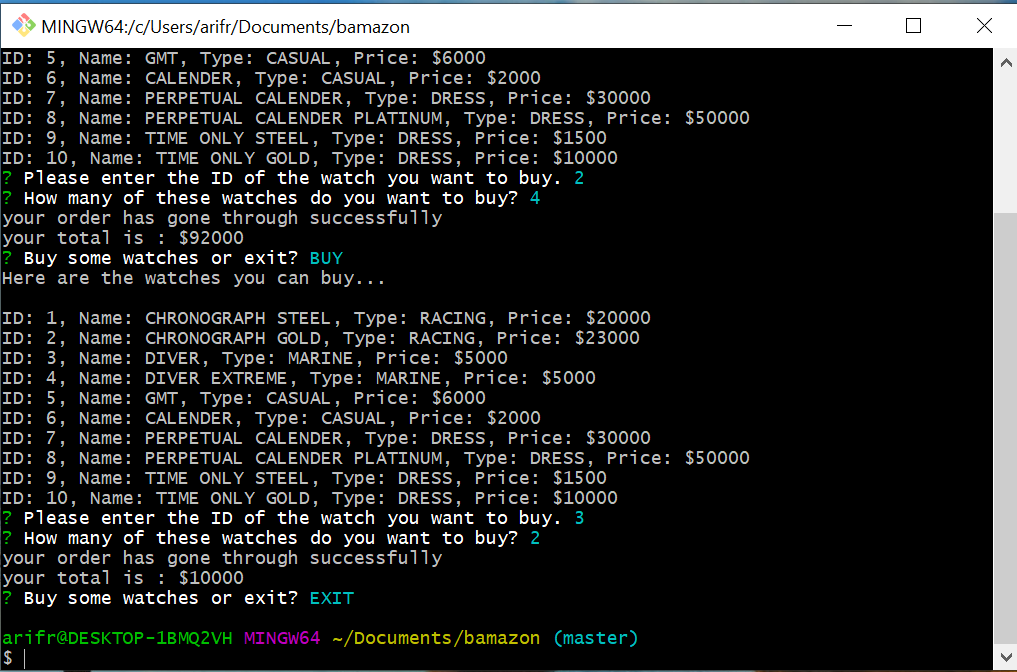 MINGW64:/c/Users/arifr/Documents/bamazon
ID: 5, Name: GMT, Type: CASUAL, Price: $6000
ID: 6, Name: CALENDER, Type: CASUAL, Price: $2000
ID: 7, Name: PERPETUAL CALENDER, Type: DRESS, Price: $30000
ID: 8, Name: PERPETUAL CALENDER PLATINUM, Type: DRESS, Price: $50000
ID: 9, Name: TIME ONLY STEEL, Type: DRESS, Price: $1500
ID: 10, Name: TIME ONLY GOLD, Type: DRESS, Price: $10000
? Please enter the ID of the watch you want to buy. 2
? How many of these watches do you want to buy? 4
your order has gone through successfully
your total is : $92000
? Buy some watches or exit? BUY
Here are the watches you can buy...
ID: 1, Name: CHRONOGRAPH STEEL, Type: RACING, Price: $20000
ID: 2, Name: CHRONOGRAPH GOLD, Type: RACING, Price: $23000
ID: 3, Name: DIVER, Type: MARINE, Price: $5000
ID: 4, Name: DIVER EXTREME, Type: MARINE, Price: $5000
ID: 5, Name: GMT, Type: CASUAL, Price: $6000
ID: 6, Name: CALENDER, Type: CASUAL, Price: $2000
ID: 7, Name: PERPETUAL CALENDER, Type: DRESS, Price: $30000
ID: 8, Name: PERPETUAL CALENDER PLATINUM, Type: DRESS, Price: $50000
ID: 9, Name: TIME ONLY STEEL, Type: DRESS, Price: $1500
ID: 10, Name: TIME ONLY GOLD, Type: DRESS, Price: $10000
? Please enter the ID of the watch you want to buy. 3
? How many of these watches do you want to buy? 2
your order has gone through successfully
your total is : $10000
? Buy some watches or exit? EXIT
arifr@DESKTOP-1BMQ2VH MINGW64 ~/Documents/bamazon (master)
$